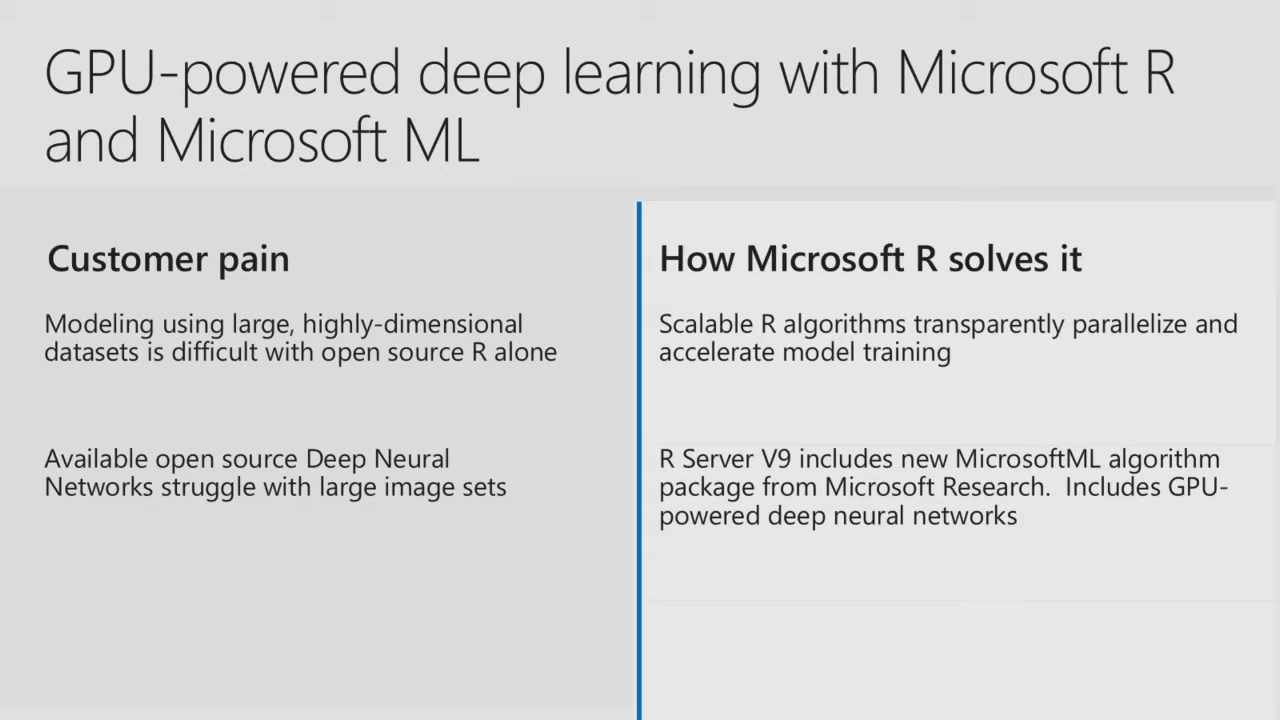 GPU-powered deep learning with Microsoft R
and Microsoft ML
Customer pain
Modeling using large, highly-dimensional
datasets is difficult with open source R alone
Available open source Deep Neural
Networks struggle with large image sets
How Microsoft R solves it
Scalable R algorithms transparently parallelize and
accelerate model training
R Server V9 includes new MicrosoftML algorithm
package from Microsoft Research.  Includes GPU-
powered deep neural networks